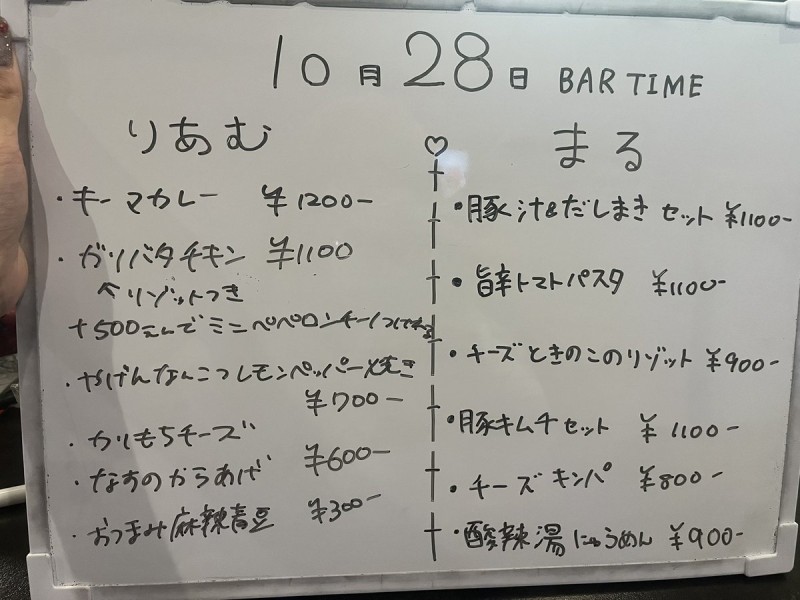 10月28日 BAR TIME
りあむ
・キーマカレー ¥1200-
・ガリバタチキン ¥1100
↖リゾットつき
+500えんでミニペペロンチーノつけれる
・やげんなんこつレモンペッパー焼き
¥700-
・かりもちチーズ
¥600-
・なすのからあげ
¥300-
・おつまみ麻辣青豆
♡
まる
・豚汁&だしまきセット ¥1100-
・旨辛トマトパスタ ¥1100-
・チーズときのこのリゾット ¥900-
・豚キムチセット ¥1100-
・チーズキンパ ¥800-
・酸辣湯にゅうめん ¥900-